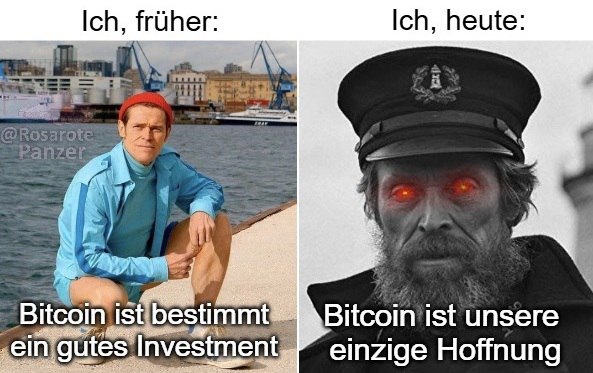 Ich, früher:
Ich, heute:
@Rosarote
Panzer
Bitcoin ist bestimmt
ein gutes Investment
Bitcoin ist unsere
einzige Hoffnung